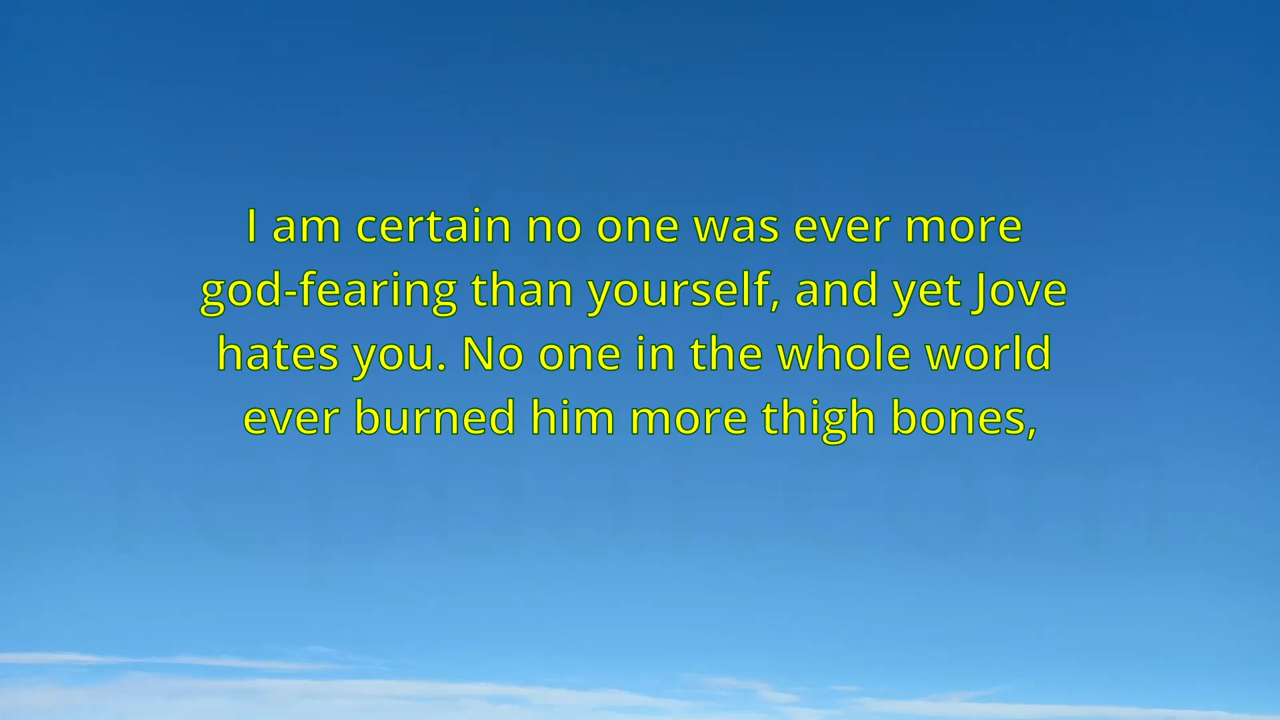 I am certain no one was ever more
god-fearing than yourself, and yet Jove
hates you. No one in the whole world
ever burned him more thigh bones,